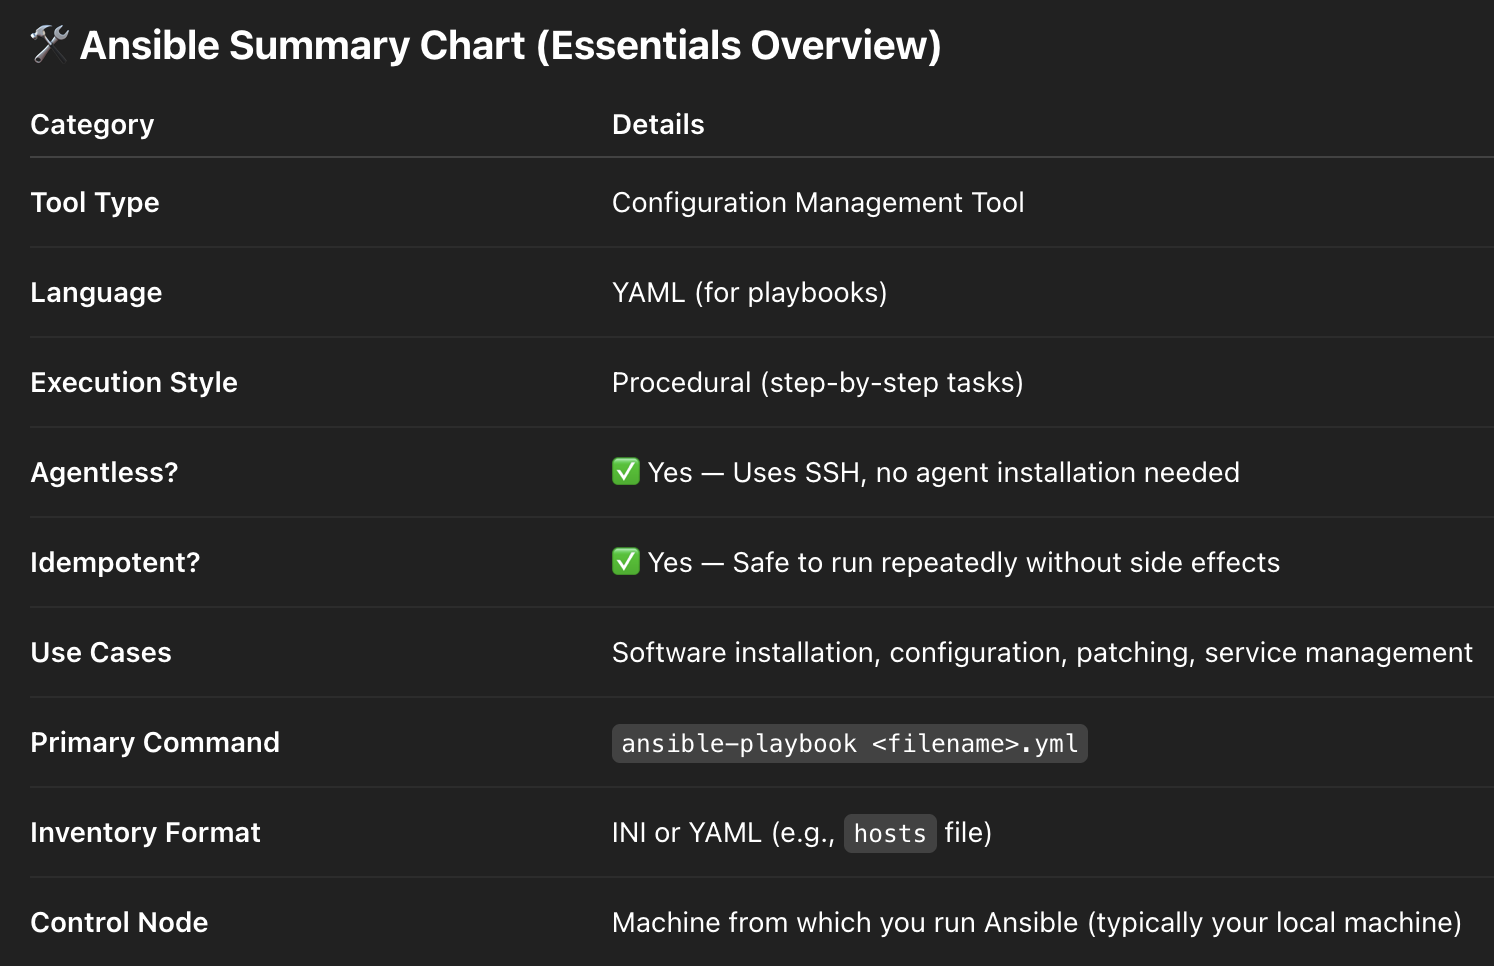 🛠️ Ansible Summary Chart (Essentials Overview)
Category Details
Tool Type Configuration Management Tool
Language YAML (for playbooks)
Execution Style Procedural (step-by-step tasks)
Agentless? ✅ Yes — Uses SSH, no agent installation needed
Idempotent? ✅ Yes — Safe to run repeatedly without side effects
Use Cases Software installation, configuration, patching, service management
Primary Command ansible-playbook <filename>.yml
Inventory Format INI or YAML (e.g., hosts file)
Control Node Machine from which you run Ansible (typically your local machine)